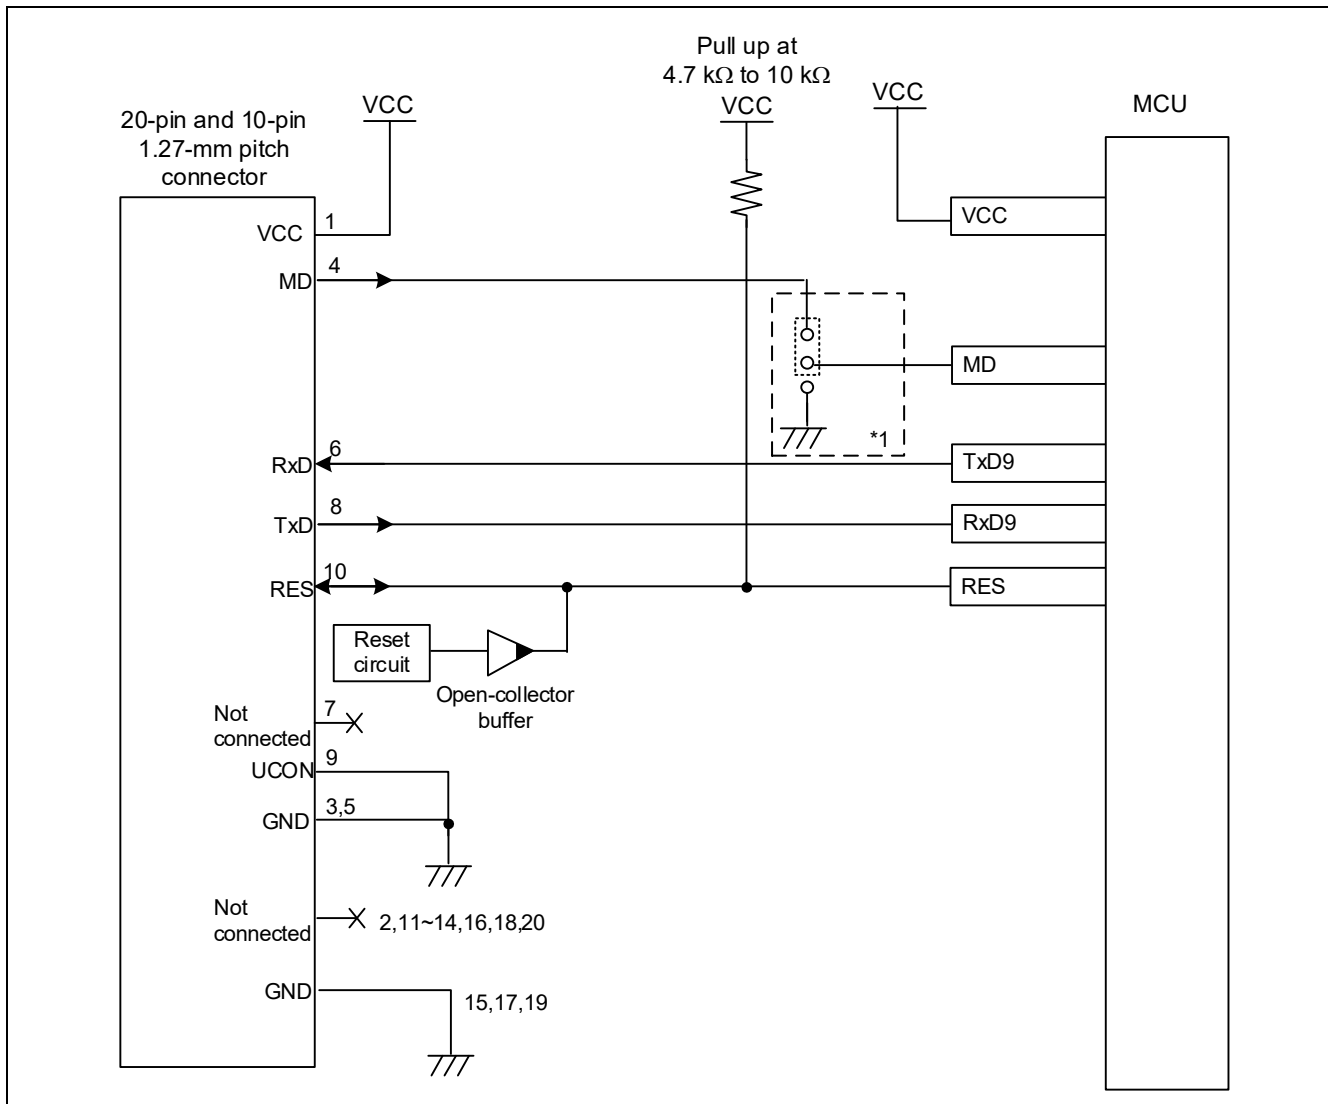 Pull up at
4.7 kΩ to 10 kΩ
VCC
VCC
VCC
MCU
20-pin and 10-pin
1.27-mm pitch
connector
VCC
1
VCC
MD
4
MD
*1
RxD
6
TxD9
TxD
8
RxD9
RES
10
RES
Reset
circuit
Open-collector
buffer
Not
connected
7
UCON
9
GND
3,5
Not
connected
2,11~14,16,18,20
GND
15,17,19